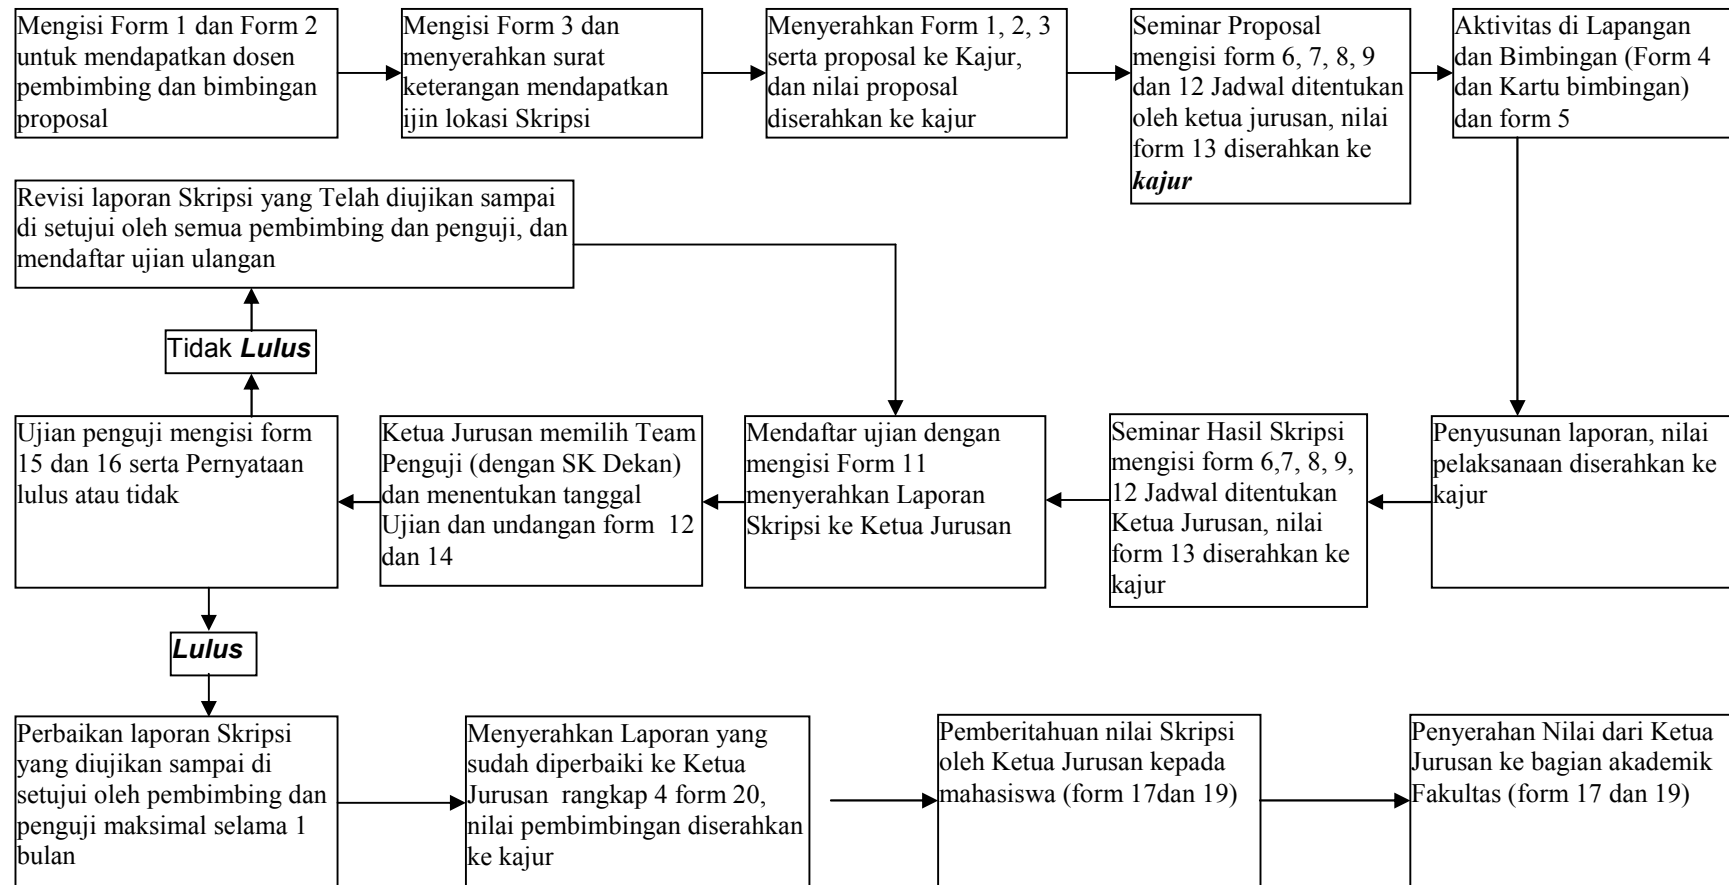 Mengisi Form 1 dan Form 2
untuk mendapatkan dosen
pembimbing dan bimbingan
proposal
Mengisi Form 3 dan
menyerahkan surat
keterangan mendapatkan
ijin lokasi Skripsi
Menyerahkan Form 1, 2, 3
serta proposal ke Kajur,
dan nilai proposal
diserahkan ke kajur
Seminar Proposal
mengisi form 6, 7, 8, 9
dan 12 Jadwal ditentukan
oleh ketua jurusan, nilai
form 13 diserahkan ke
kajur
Aktivitas di Lapangan
dan Bimbingan (Form 4
dan Kartu bimbingan)
dan form 5
Revisi laporan Skripsi yang Telah diujikan sampai
di setujui oleh semua pembimbing dan penguji, dan
mendaftar ujian ulangan
Tidak Lulus
Ujian penguji mengisi form
15 dan 16 serta Pernyataan
lulus atau tidak
Ketua Jurusan memilih Team
Penguji (dengan SK Dekan)
dan menentukan tanggal
Ujian dan undangan form 12
dan 14
Mendaftar ujian dengan
mengisi Form 11
menyerahkan Laporan
Skripsi ke Ketua Jurusan
Seminar Hasil Skripsi
mengisi form 6,7, 8, 9,
12 Jadwal ditentukan
Ketua Jurusan, nilai
form 13 diserahkan ke
kajur
Penyusunan laporan, nilai
pelaksanaan diserahkan ke
kajur
Lulus
Perbaikan laporan Skripsi
yang diujikan sampai di
setujui oleh pembimbing dan
penguji maksimal selama 1
bulan
Menyerahkan Laporan yang
sudah diperbaiki ke Ketua
Jurusan rangkap 4 form 20,
nilai pembimbingan diserahkan
ke kajur
Pemberitahuan nilai Skripsi
oleh Ketua Jurusan kepada
mahasiswa (form 17dan 19)
Penyerahan Nilai dari Ketua
Jurusan ke bagian akademik
Fakultas (form 17 dan 19)